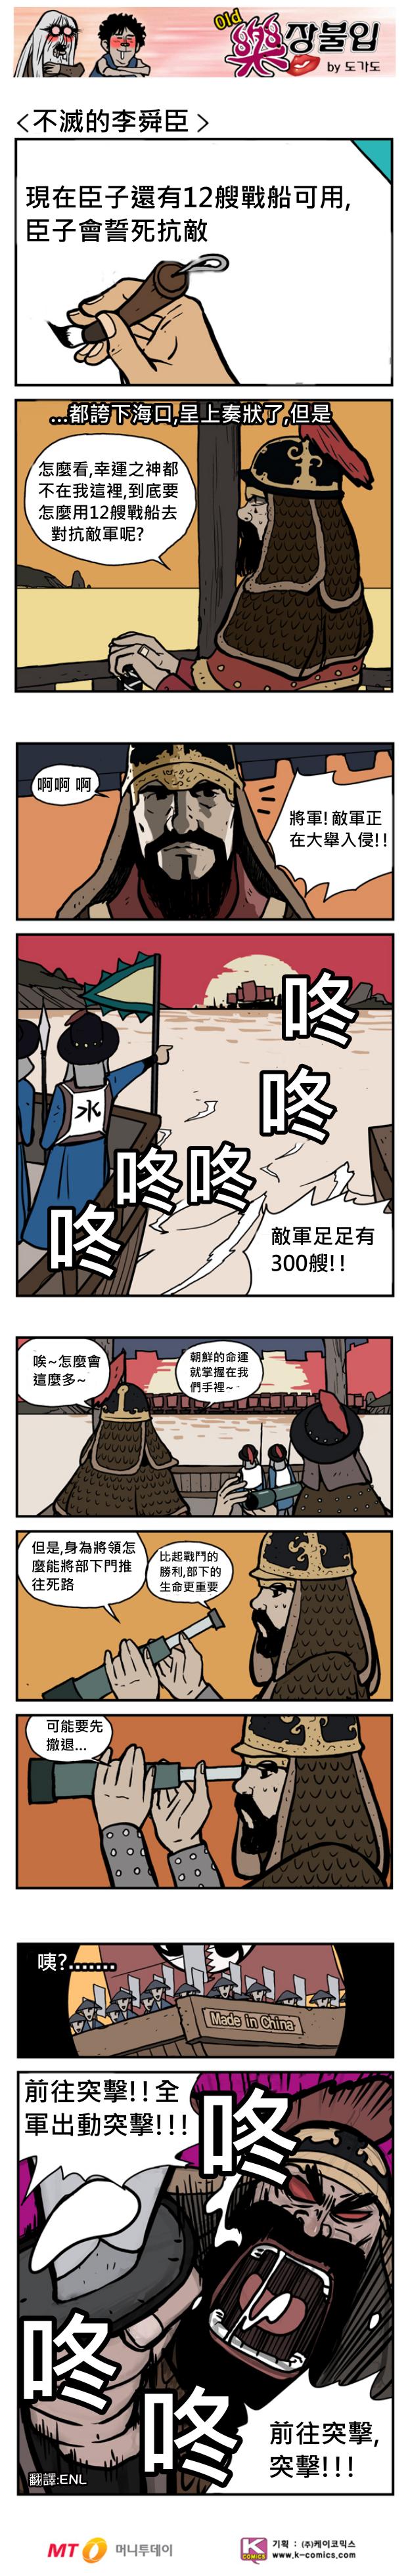 Old
樂장불입
by 도가도
<不滅的李舜臣>
現在臣子還有12艘戰船可用,
臣子會誓死抗敵
...都誇下海口,呈上奏狀了,但是
怎麼看,幸運之神都
不在我這裡,到底要
怎麼用12艘戰船去
對抗敵軍呢?
啊啊 啊
將軍!敵軍正
在大舉入侵!!
咚
咚
咚咚
咚
水
敵軍足足有
300艘!!
唉~怎麼會
這麼多~
朝鮮的命運
就掌握在我
們手裡~
但是,身為將領怎
麼能將部下門推
往死路
比起戰鬥的
勝利,部下的
生命更重要
可能要先
撤退...
咦?.......
Made in China
前往突擊!!全
軍出動突擊!!!
咚
咚
咚
前往突擊,
突擊!!!
翻譯:ENL
MT 머니투데이
K COMICS
기획 : (주)케이코믹스
www.k-comics.com